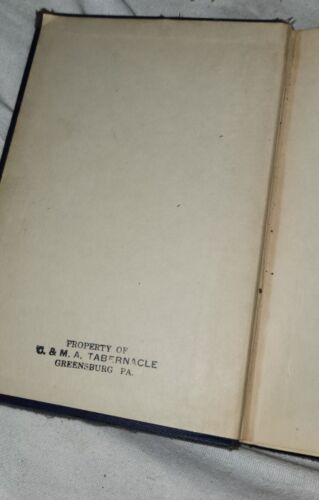 PROPERTY OF
C. & M. A. TABERNACLE
GREENSBURG PA.